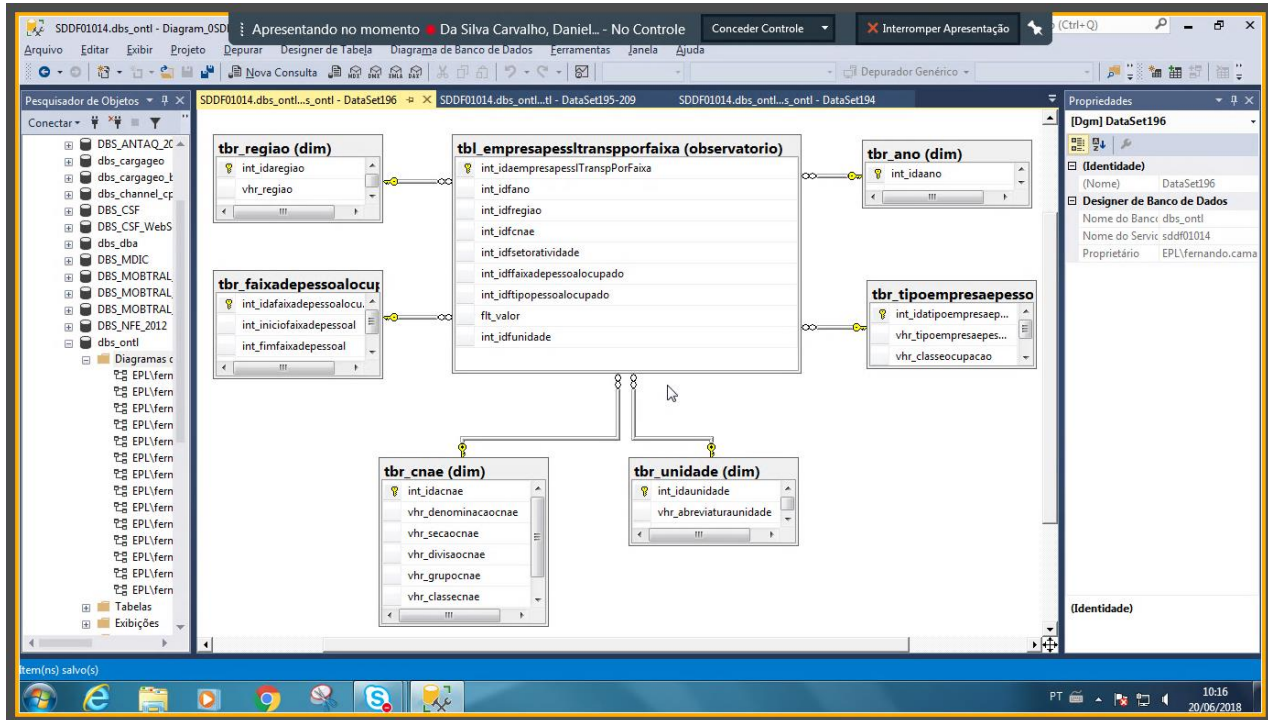 SDDF01014.dbs_ontl - Diagram_0SD
Apresentando no momento Da Silva Carvalho, Daniel... - No Controle
Conceder Controle
Interromper Apresentação
(Ctrl+Q)
Arquivo Editar Exibir Projeto Depurar Designer de Tabela Diagrama de Banco de Dados Ferramentas Janela Ajuda
Nova Consulta
Depurador Genérico
Pesquisador de Objetos
SDDF01014.dbs_ontl...s_ontl - DataSet196
SDDF01014.dbs_ontl...tl - DataSet195-209
SDDF01014.dbs_ontl...s_ontl - DataSet194
Conectar
DBS_ANTAQ_20
dbs_cargageo
dbs_cargageo_b
dbs_channel_cp
DBS_CSF
DBS_CSF_WebS
dbs_dba
DBS_MDIC
DBS_MOBTRAL
DBS_MOBTRAL
DBS_MOBTRAL
DBS_NFE_2012
dbs_ontl
Diagramas c
EPL\fern
EPL\fern
EPL\fern
EPL\fern
EPL\fern
EPL\fern
EPL\fern
EPL\fern
EPL\fern
EPL\fern
EPL\fern
EPL\fern
EPL\fern
EPL\fern
Tabelas
Exibições
tbr_regiao (dim)
int_idaregiao
vhr_regiao
tbl_empresapessltranspporfaixa (observatorio)
int_idaempresapesslTranspPorFaixa
int_idfano
int_idfregiao
int_idfcnae
int_idfsetoratividade
int_idffaixadepessoalocupado
int_idftipopessoalocupado
flt_valor
int_idfunidade
tbr_ano (dim)
int_idaano
tbr_faixadepessoalocup
int_idafaixadepessoalocu...
int_iniciofaixadepessoal
int_fimfaixadepessoal
tbr_tipoempresaepesso
int_idatipoempresaep...
vhr_tipoempresaepes...
vhr_classeocupacao
tbr_cnae (dim)
int_idacnae
vhr_denominacaocnae
vhr_secaocnae
vhr_divisaocnae
vhr_grupocnae
vhr_classecnae
tbr_unidade (dim)
int_idaunidade
vhr_abreviaturaunidade
Propriedades
[Dgm] DataSet196
(Identidade)
(Nome) DataSet196
Designer de Banco de Dados
Nome do Banco dbs_ontl
Nome do Servic sddf01014
Proprietário EPL\fernando.cama
(Identidade)
Item(ns) salvo(s)
PT
10:16
20/06/2018